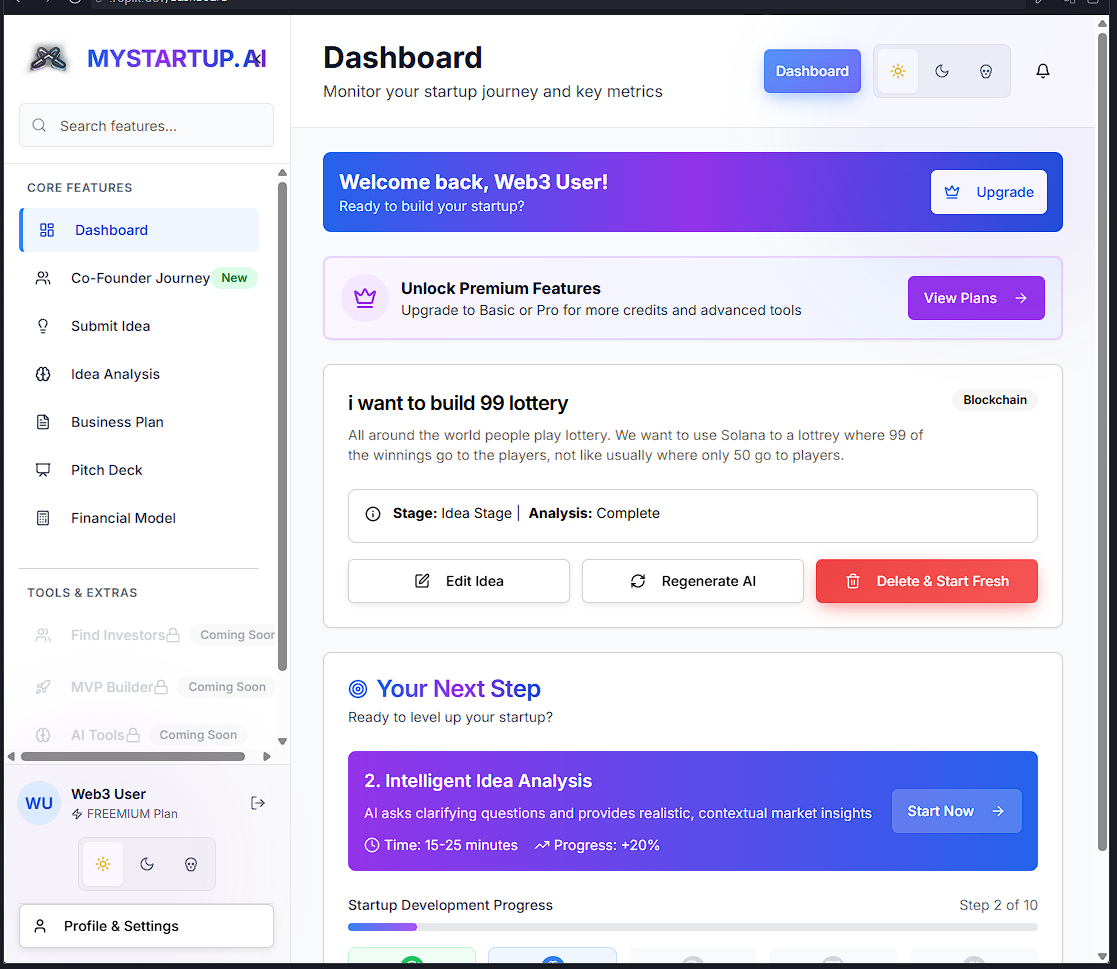 MYSTARTUP.AI
Search features...
CORE FEATURES
Dashboard
Co-Founder Journey New
Submit Idea
Idea Analysis
Business Plan
Pitch Deck
Financial Model
TOOLS & EXTRAS
Find Investors Coming Soon
MVP Builder Coming Soon
AI Tools Coming Soon
WU
Web3 User
FREEMIUM Plan
Profile & Settings
Dashboard
Monitor your startup journey and key metrics
Dashboard
Welcome back, Web3 User!
Ready to build your startup?
Upgrade
Unlock Premium Features
Upgrade to Basic or Pro for more credits and advanced tools
View Plans
i want to build 99 lottery
Blockchain
All around the world people play lottery. We want to use Solana to a lottrey where 99 of
the winnings go to the players, not like usually where only 50 go to players.
Stage: Idea Stage | Analysis: Complete
Edit Idea
Regenerate AI
Delete & Start Fresh
Your Next Step
Ready to level up your startup?
2. Intelligent Idea Analysis
AI asks clarifying questions and provides realistic, contextual market insights
Time: 15-25 minutes Progress: +20%
Start Now
Startup Development Progress
Step 2 of 10